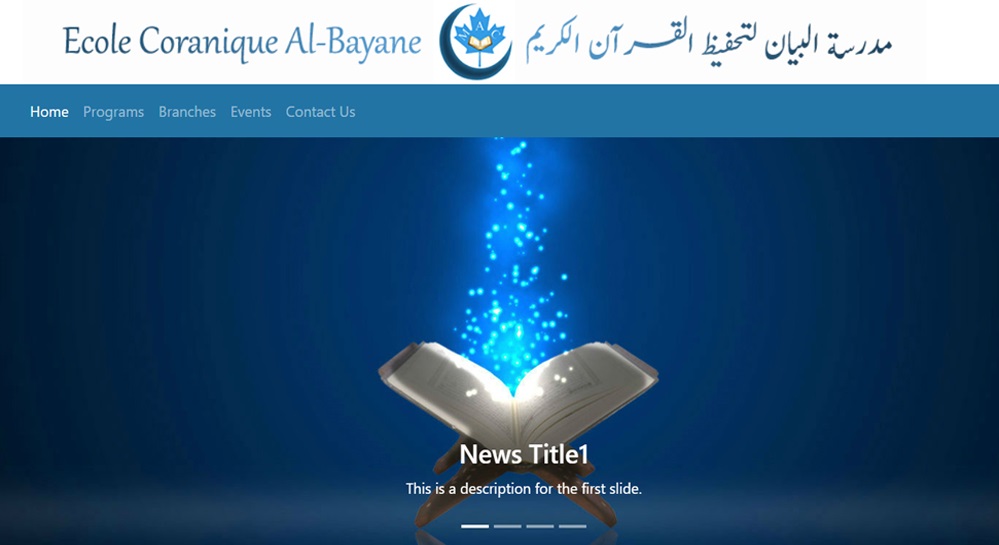 Ecole Coranique Al-Bayane
MAC
مدرسة البيان لتحفيظ القرآن الكريم
Home Programs Branches Events Contact Us
News Title1
This is a description for the first slide.